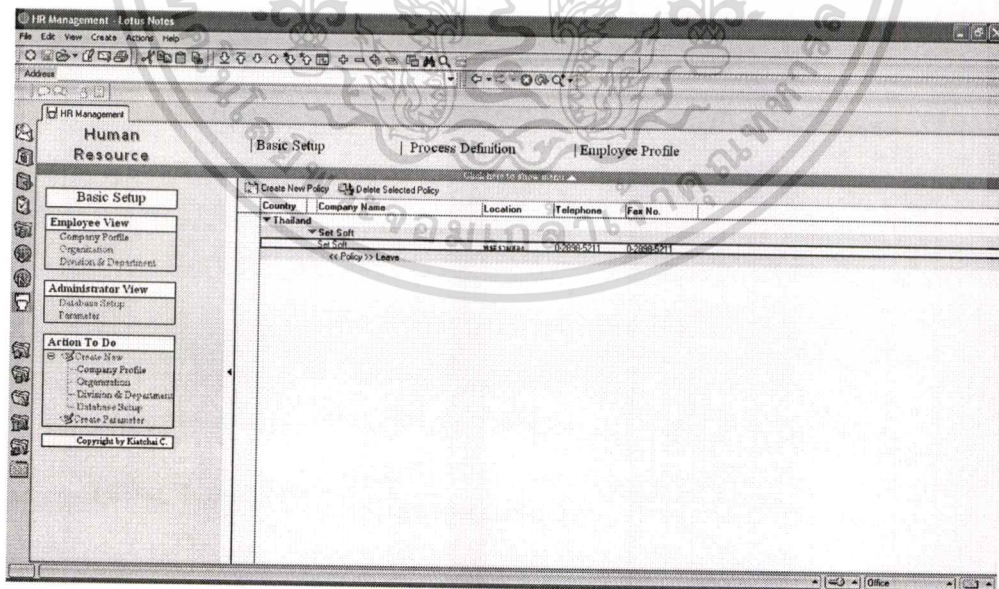 HR Management - Lotus Notes
File Edit View Create Actions Help
Address
HR Management
Human
Resource
| Basic Setup | Process Definition | Employee Profile
Click here to show menu
Basic Setup
Employee View
Company Porfile
Organization
Division & Department
Administrator View
Database Setup
Parameter
Action To Do
Create New
Company Profile
Organization
Division & Department
Database Setup
Create Parameter
Copyright by Kiatchai C.
Create New Policy Delete Selected Policy
Country Company Name Location Telephone Fax No.
Thailand
Set Soft
Set Soft 0-2898-5211 0-2898-5211
<< Policy >> Leave
Office